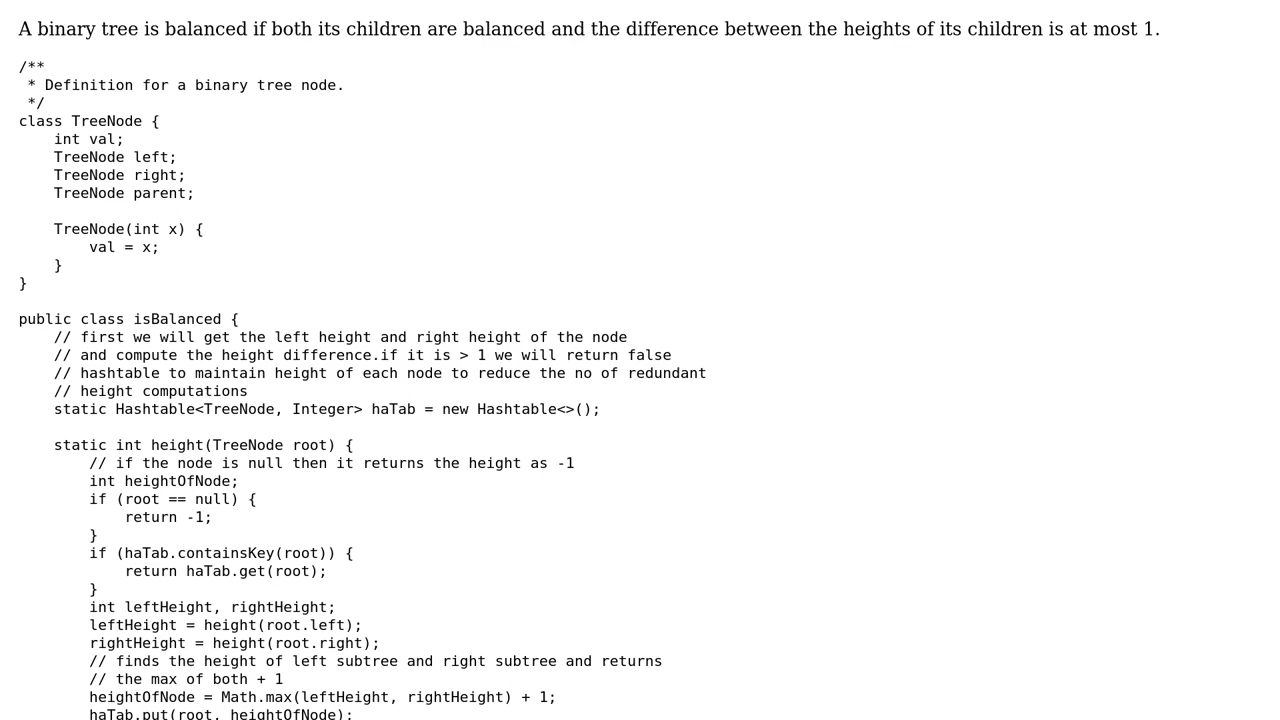 A binary tree is balanced if both its children are balanced and the difference between the heights of its children is at most 1.
/**
 * Definition for a binary tree node.
 */
class TreeNode {
    int val;
    TreeNode left;
    TreeNode right;
    TreeNode parent;

    TreeNode(int x) {
        val = x;
    }
}

public class isBalanced {
    // first we will get the left height and right height of the node
    // and compute the height difference.if it is > 1 we will return false
    // hashtable to maintain height of each node to reduce the no of redundant
    // height computations
    static Hashtable<TreeNode, Integer> haTab = new Hashtable<>();

    static int height(TreeNode root) {
        // if the node is null then it returns the height as -1
        int heightOfNode;
        if (root == null) {
            return -1;
        }
        if (haTab.containsKey(root)) {
            return haTab.get(root);
        }
        int leftHeight, rightHeight;
        leftHeight = height(root.left);
        rightHeight = height(root.right);
        // finds the height of left subtree and right subtree and returns
        // the max of both + 1
        heightOfNode = Math.max(leftHeight, rightHeight) + 1;
        haTab.put(root, heightOfNode);